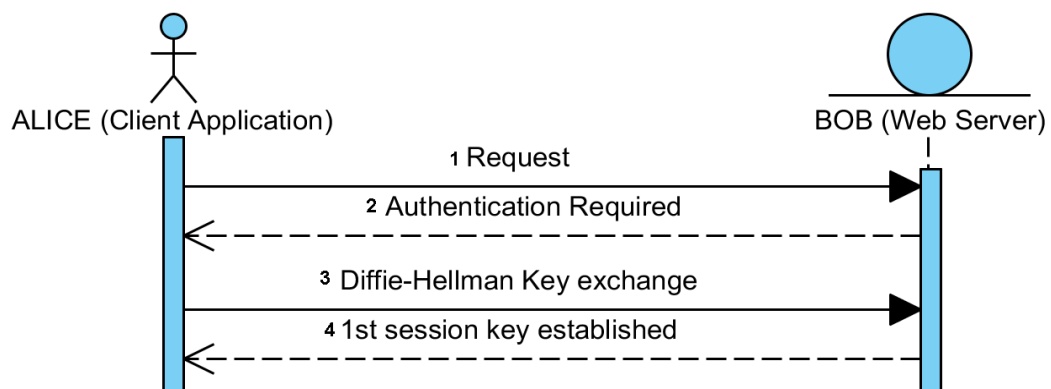 ALICE (Client Application)
BOB (Web Server)
1 Request
2 Authentication Required
3 Diffie-Hellman Key exchange
4 1st session key established